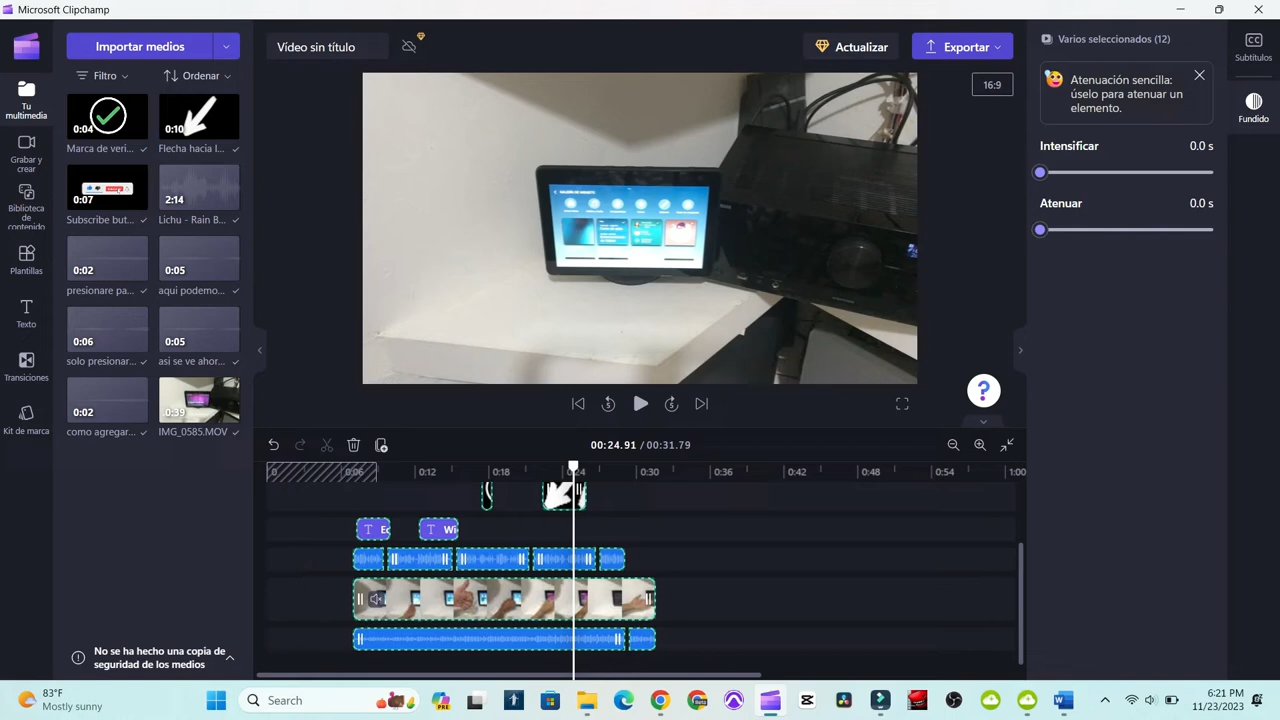 Microsoft Clipchamp
Importar medios
Filtro
Ordenar
0:04
Marca de veri...
0:10
Flecha hacia l...
0:07
Subscribe but...
2:14
Lichu - Rain B...
0:02
presionare pa...
0:05
aqui podemo...
0:06
solo presionar...
0:05
asi se ve ahor...
0:02
como agregar...
0:39
IMG_0585.MOV
Tu multimedia
Grabar y crear
Biblioteca de contenido
Plantillas
Texto
Transiciones
Kit de marca
No se ha hecho una copia de
seguridad de los medios
Vídeo sin título
Actualizar
Exportar
16:9
5
5
?
00:24.91 / 00:31.79
0
0:06
0:12
0:18
0:24
0:30
0:36
0:42
0:48
0:54
1:00
T Ec
T Wi
Varios seleccionados (12)
Atenuación sencilla:
úselo para atenuar un
elemento.
Intensificar 0.0 s
Atenuar 0.0 s
CC
Subtítulos
Fundido
83°F
Mostly sunny
Search
PRE
Beta
6:21 PM
11/23/2023